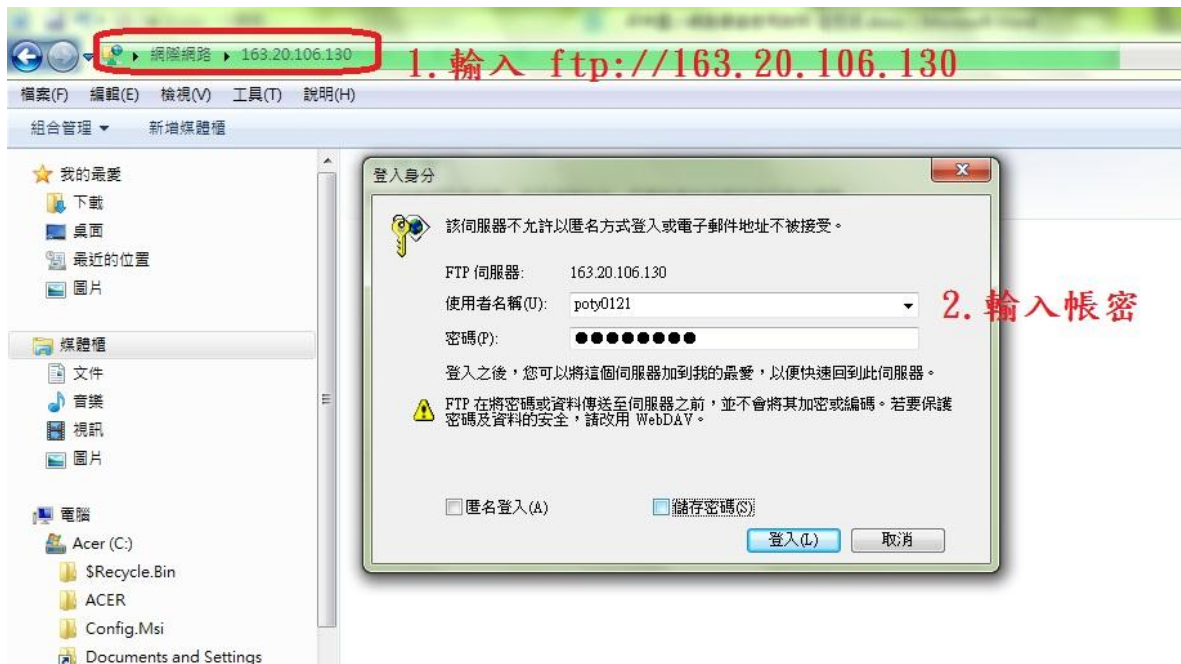 網際網路 163.20.106.130
1.輸入 ftp://163.20.106.130
檔案(F) 編輯(E) 檢視(V) 工具(T) 說明(H)
組合管理 新增媒體櫃
我的最愛
下載
桌面
最近的位置
圖片
媒體櫃
文件
音樂
視訊
圖片
電腦
Acer (C:)
$Recycle.Bin
ACER
Config.Msi
Documents and Settings
登入身分
該伺服器不允許以匿名方式登入或電子郵件地址不被接受。
FTP 伺服器: 163.20.106.130
使用者名稱(U): poty0121
密碼(P): ●●●●●●●●
登入之後,您可以將這個伺服器加到我的最愛,以便快速回到此伺服器。
FTP 在將密碼或資料傳送至伺服器之前,並不會將其加密或編碼。若要保護
密碼及資料的安全,請改用 WebDAV。
匿名登入(A) 儲存密碼(S)
登入(L) 取消
2.輸入帳密